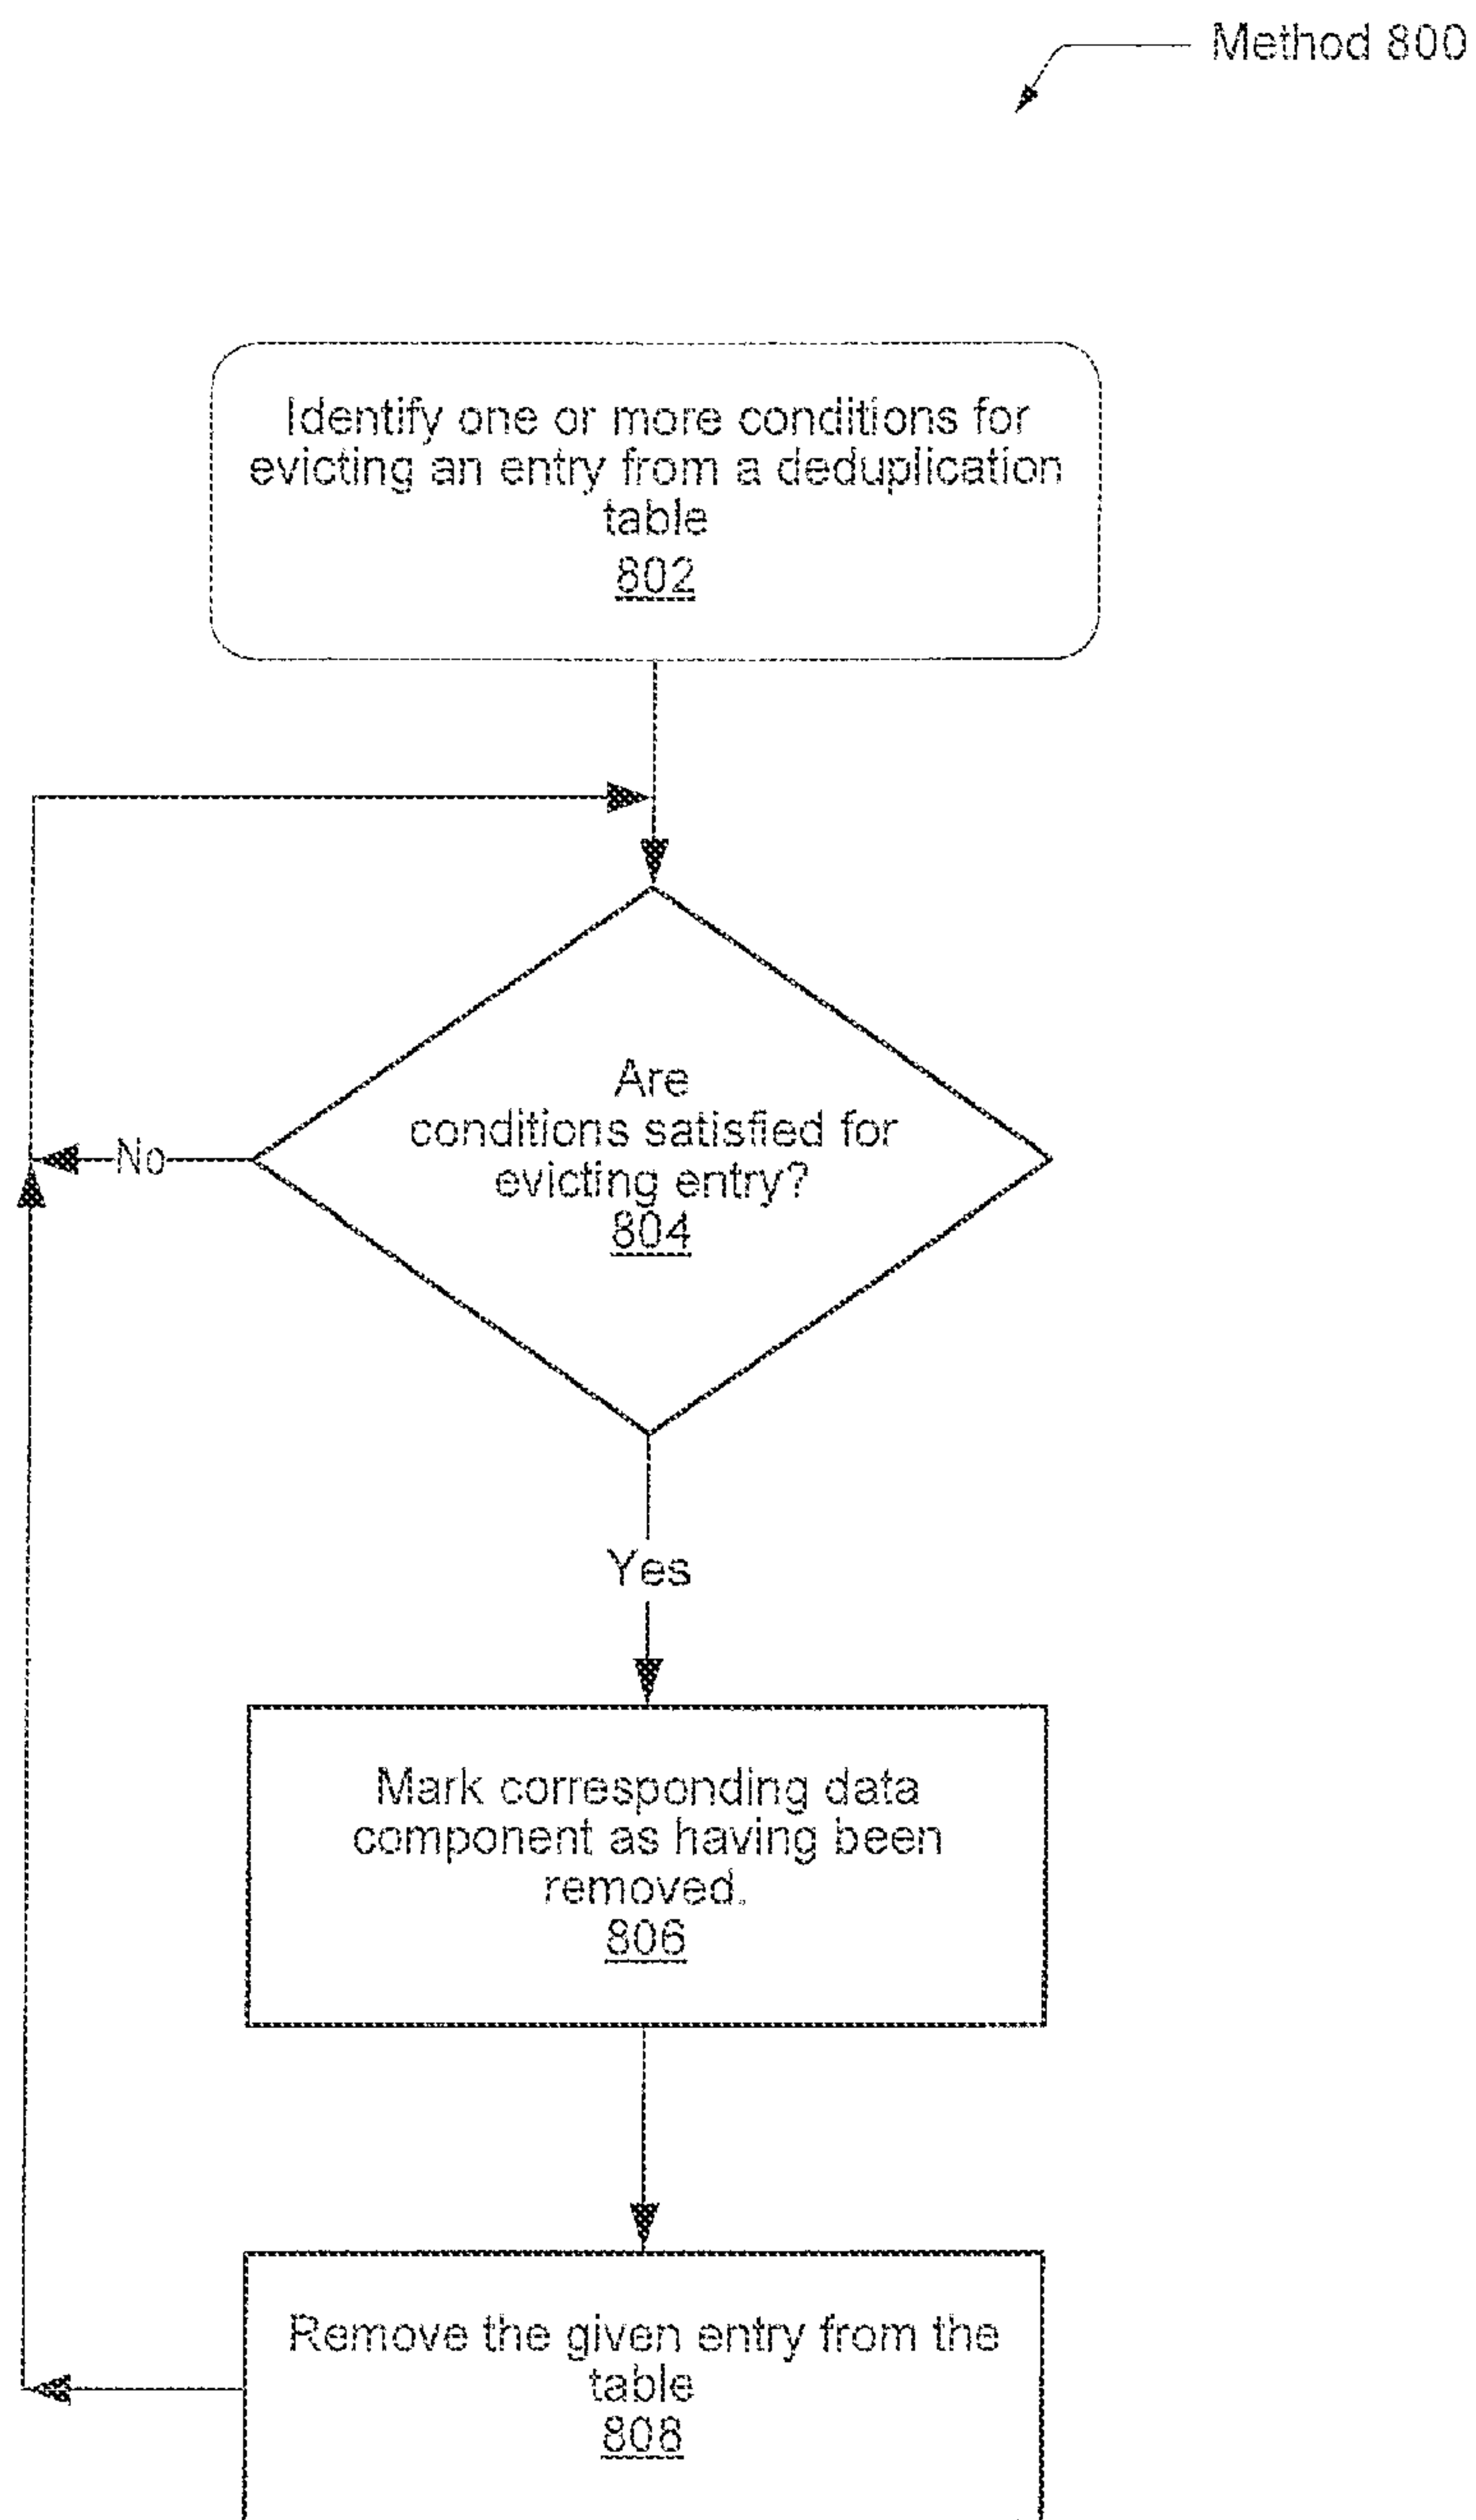 Method 800
Identify one or more conditions for
evicting an entry from a deduplication
table
802
Are
conditions satisfied for
evicting entry?
804
No
Yes
Mark corresponding data
component as having been
removed.
806
Remove the given entry from the
table
808